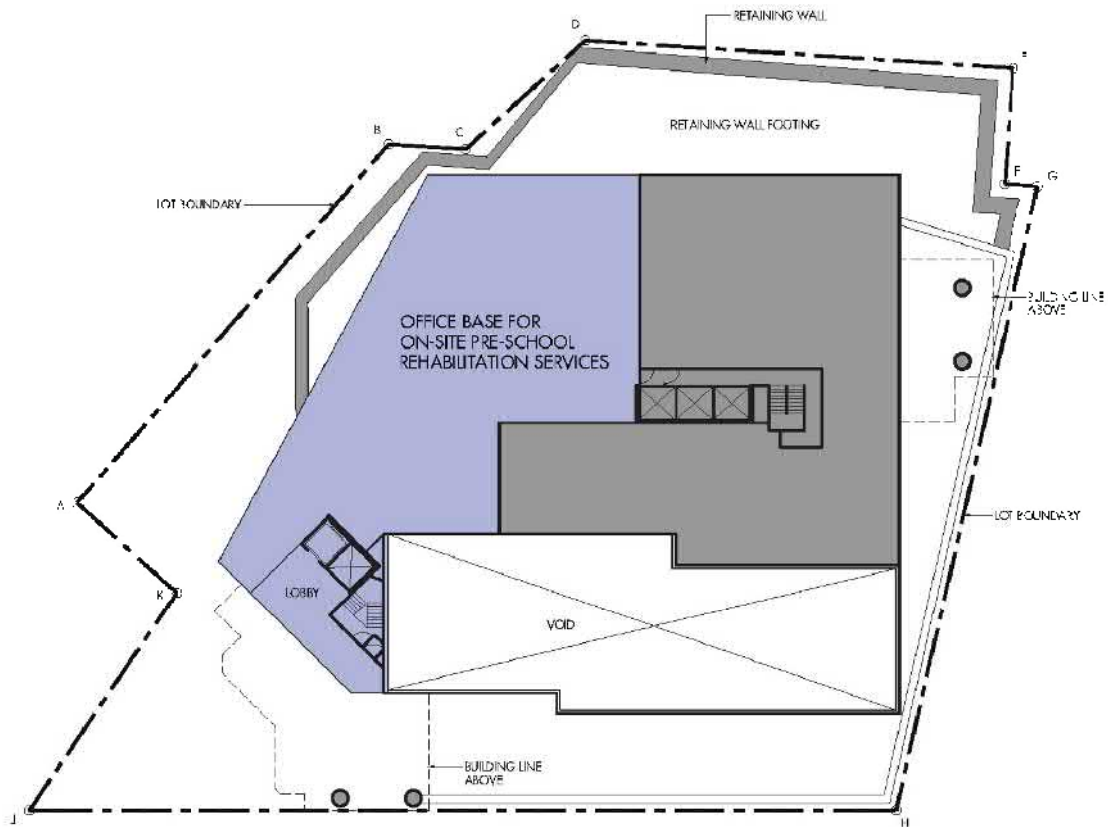 D
RETAINING WALL
E
B
C
RETAINING WALL FOOTING
F
G
LOT BOUNDARY
BUILDING LINE
ABOVE
OFFICE BASE FOR
ON-SITE PRE-SCHOOL
REHABILITATION SERVICES
A
LOT BOUNDARY
K
LOBBY
VOID
BUILDING LINE
ABOVE
J
H